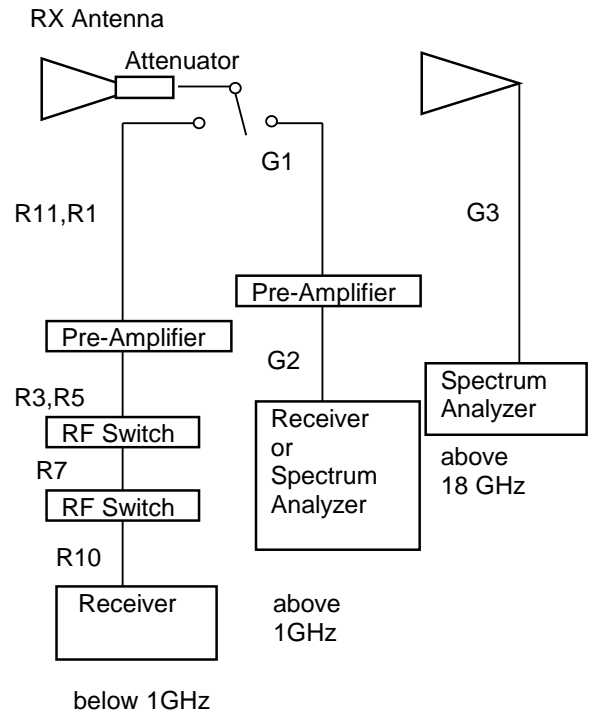 RX Antenna
Attenuator
G1
R11,R1
G3
Pre-Amplifier
Pre-Amplifier
G2
R3,R5
RF Switch
R7
RF Switch
R10
Receiver
below 1GHz
Receiver
or
Spectrum
Analyzer
above
1GHz
Spectrum
Analyzer
above
18 GHz